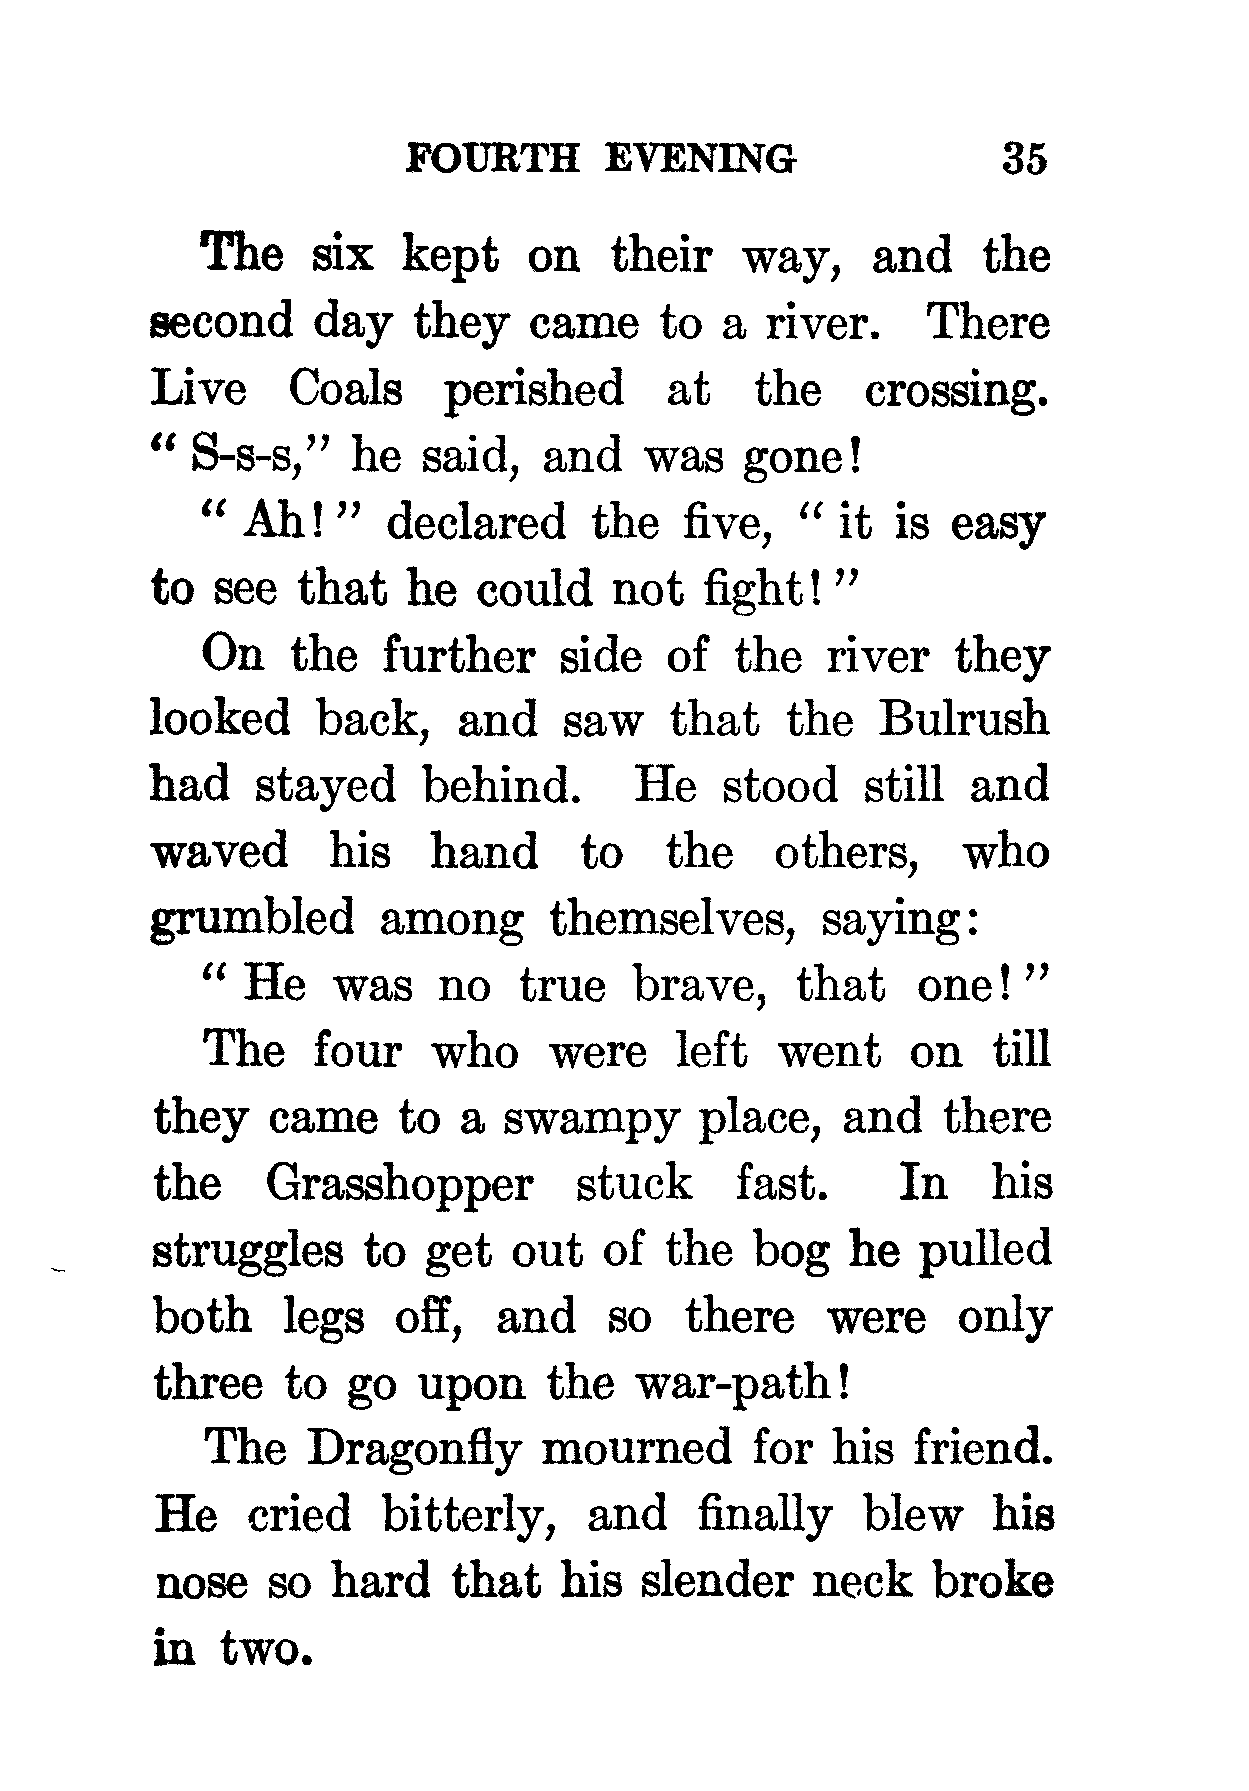 FOURTH EVENING 35
The six kept on their way, and the
second day they came to a river. There
Live Coals perished at the crossing.
“ S-s-s,” he said, and was gone!
“ Ah! ” declared the five, “ it is easy
to see that he could not fight! ”
On the further side of the river they
looked back, and saw that the Bulrush
had stayed behind. He stood still and
waved his hand to the others, who
grumbled among themselves, saying:
“ He was no true brave, that one! ”
The four who were left went on till
they came to a swampy place, and there
the Grasshopper stuck fast. In his
struggles to get out of the bog he pulled
both legs off, and so there were only
three to go upon the war-path!
The Dragonfly mourned for his friend.
He cried bitterly, and finally blew his
nose so hard that his slender neck broke
in two.